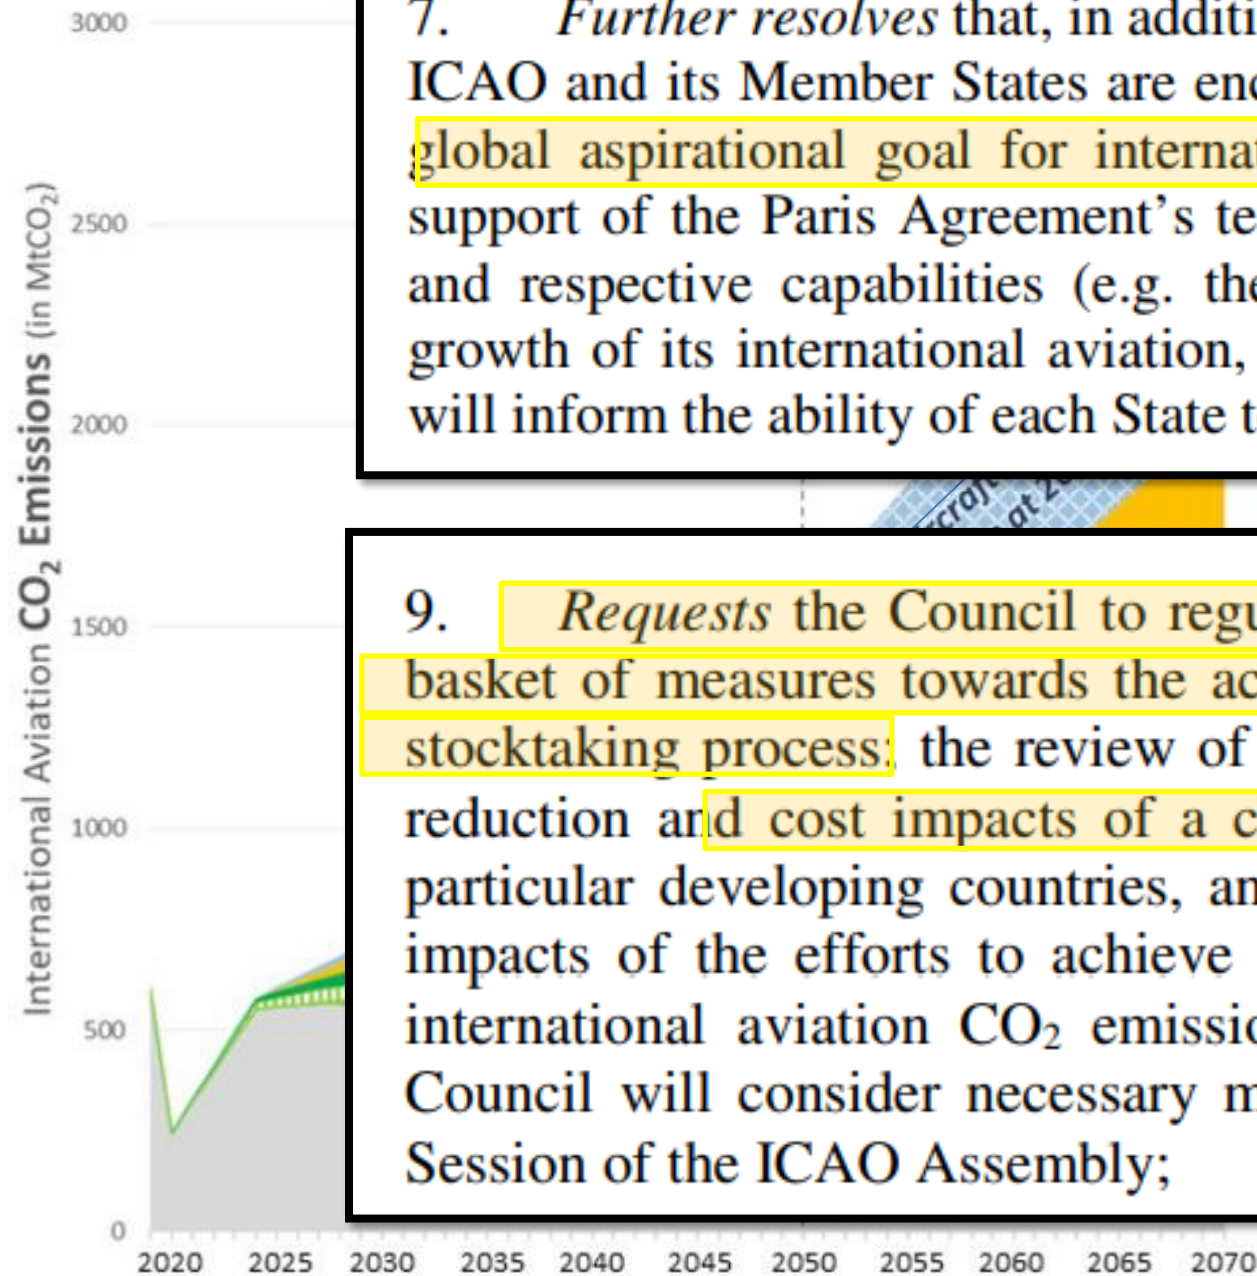 3000
2500
2000
1500
1000
500
0
International Aviation CO₂ Emissions (in MtCO₂)
7. Further resolves that, in additi
ICAO and its Member States are enc
global aspirational goal for internat
support of the Paris Agreement's te
and respective capabilities (e.g. the
growth of its international aviation,
will inform the ability of each State t
craft
at 20
9. Requests the Council to regu
basket of measures towards the ac
stocktaking process; the review of
reduction and cost impacts of a c
particular developing countries, an
impacts of the efforts to achieve
international aviation CO₂ emissio
Council will consider necessary m
Session of the ICAO Assembly;
2020 2025 2030 2035 2040 2045 2050 2055 2060 2065 2070